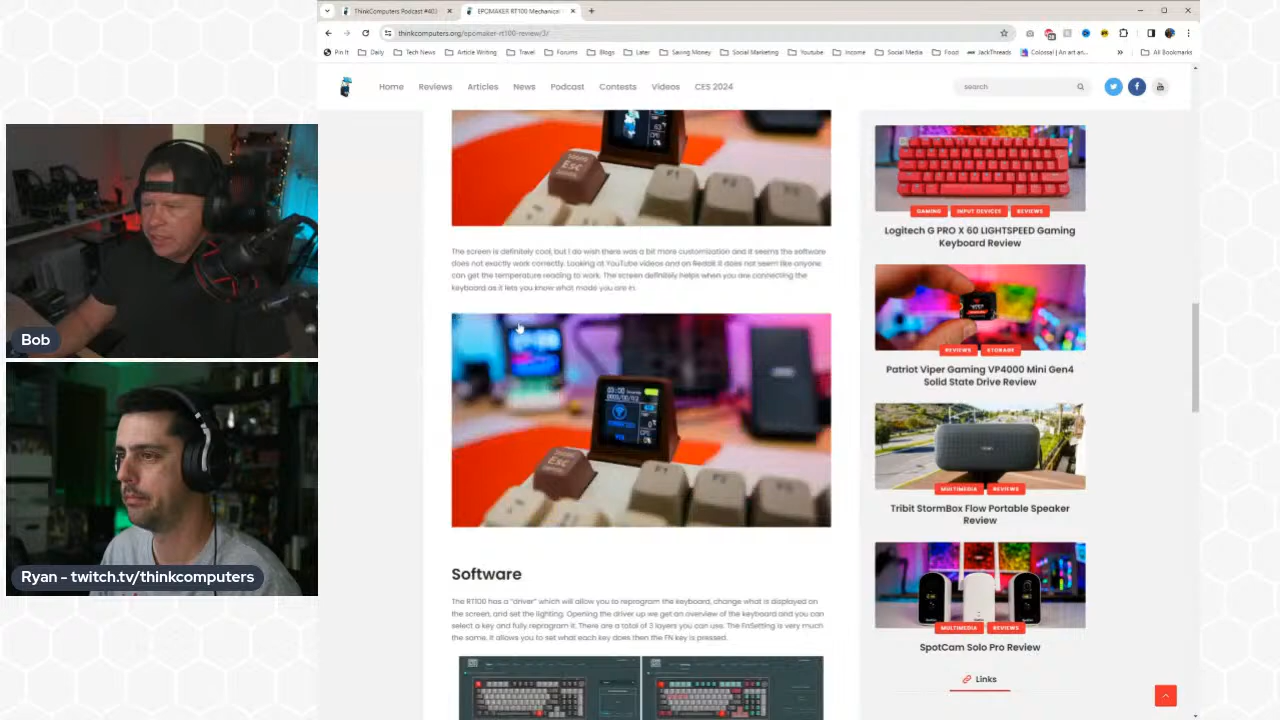 ThinkComputers Podcast #403
EPOMAKER RT100 Mechanical
thinkcomputers.org/epomaker-rt100-review/3/
Pin It
Daily
Tech News
Article Writing
Travel
Forums
Blogs
Later
Saving Money
Social Marketing
Youtube
Income
Social Media
Food
JackThreads
Colossal | An art an...
All Bookmarks
Home
Reviews
Articles
News
Podcast
Contests
Videos
CES 2024
search
Esc
F1
F2
The screen is definitely cool, but I do wish there was a bit more customization and it seems the software
does not exactly work correctly. Looking at YouTube videos and on Reddit it does not seem like anyone
can get the temperature reading to work. The screen definitely helps when you are connecting the
keyboard as it lets you know what mode you are in.
Esc
F1
F2
Software
The RT100 has a "driver" which will allow you to reprogram the keyboard, change what is displayed on
the screen, and set the lighting. Opening the driver up we get an overview of the keyboard and you can
select a key and fully reprogram it. There are a total of 3 layers you can use. The FnSetting is very much
the same, it allows you to set what each key does then the FN key is pressed.
GAMING
INPUT DEVICES
REVIEWS
Logitech G PRO X 60 LIGHTSPEED Gaming
Keyboard Review
REVIEWS
STORAGE
Patriot Viper Gaming VP4000 Mini Gen4
Solid State Drive Review
MULTIMEDIA
REVIEWS
Tribit StormBox Flow Portable Speaker
Review
MULTIMEDIA
REVIEWS
SpotCam Solo Pro Review
Links
Bob
Ryan - twitch.tv/thinkcomputers